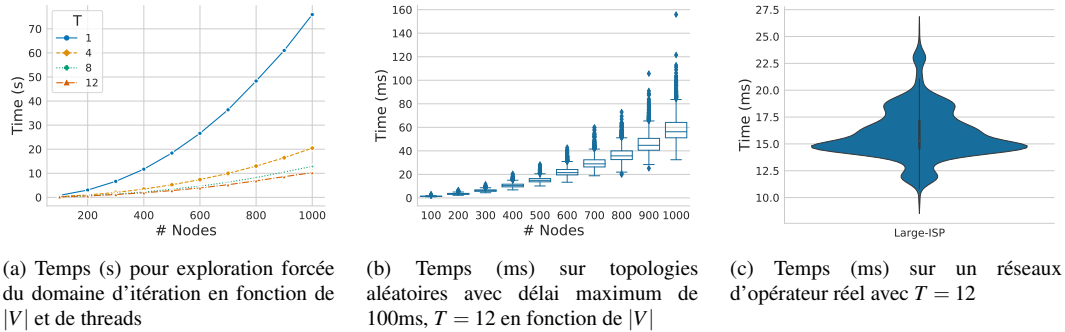 T
1
4
8
12
70
60
50
40
30
20
10
0
Time (s)
200 400 600 800 1000
# Nodes
160
140
120
100
80
60
40
20
0
Time (ms)
100 200 300 400 500 600 700 800 900 1000
# Nodes
27.5
25.0
22.5
20.0
17.5
15.0
12.5
10.0
Time (ms)
Large-ISP
(a) Temps (s) pour exploration forcée
du domaine d'itération en fonction de
|V| et de threads
(b) Temps (ms) sur topologies
aléatoires avec délai maximum de
100ms, T = 12 en fonction de |V|
(c) Temps (ms) sur un réseaux
d'opérateur réel avec T = 12